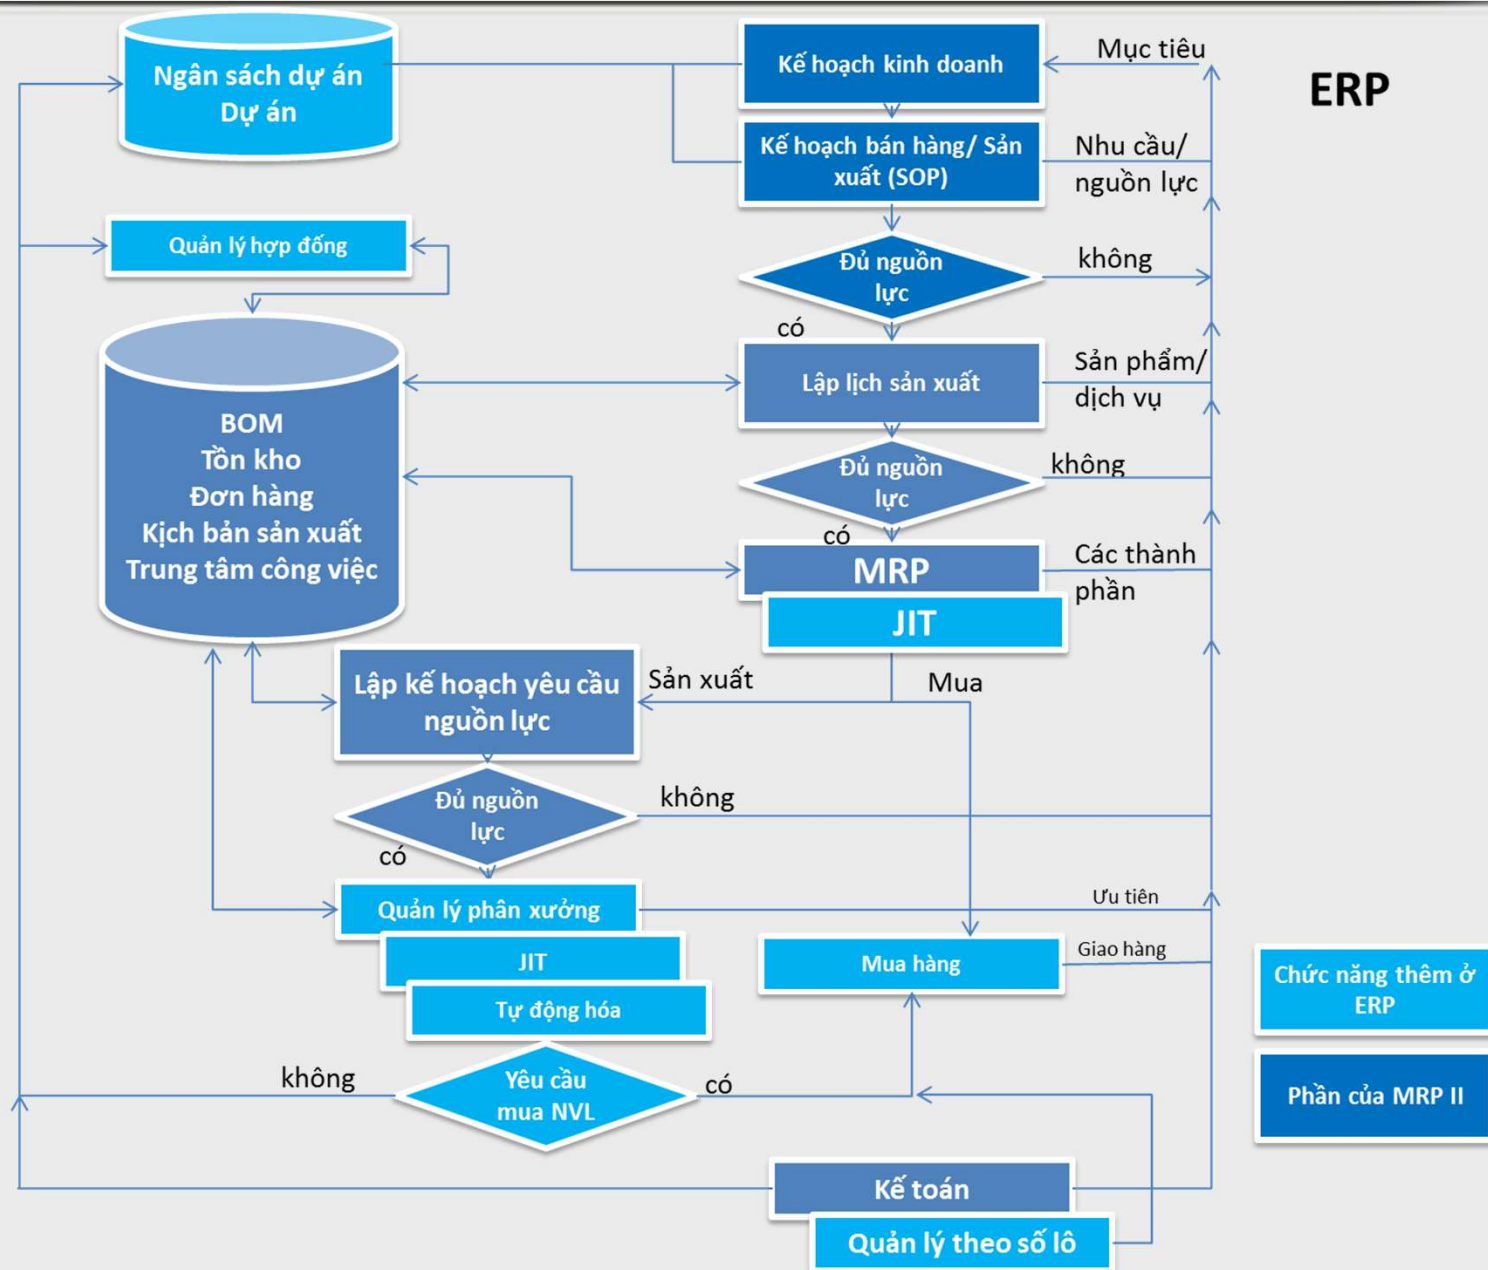 Ngân sách dự án
Dự án
Kế hoạch kinh doanh
Mục tiêu
ERP
Kế hoạch bán hàng/ Sản
xuất (SOP)
Nhu cầu/
nguồn lực
Quản lý hợp đống
Đủ nguồn
lực
không
có
Lập lịch sản xuất
Sản phẩm/
dịch vụ
BOM
Tồn kho
Đơn hàng
Kịch bản sản xuất
Trung tâm công việc
Đủ nguồn
lực
không
có
MRP
Các thành
phần
JIT
Lập kế hoạch yêu cầu
nguồn lực
Sản xuất
Mua
Đủ nguồn
lực
không
có
Quản lý phân xưởng
Ưu tiên
JIT
Mua hàng
Giao hàng
Tự động hóa
Chức năng thêm ở
ERP
không
Yêu cầu
mua NVL
có
Phần của MRP II
Kế toán
Quản lý theo số lô